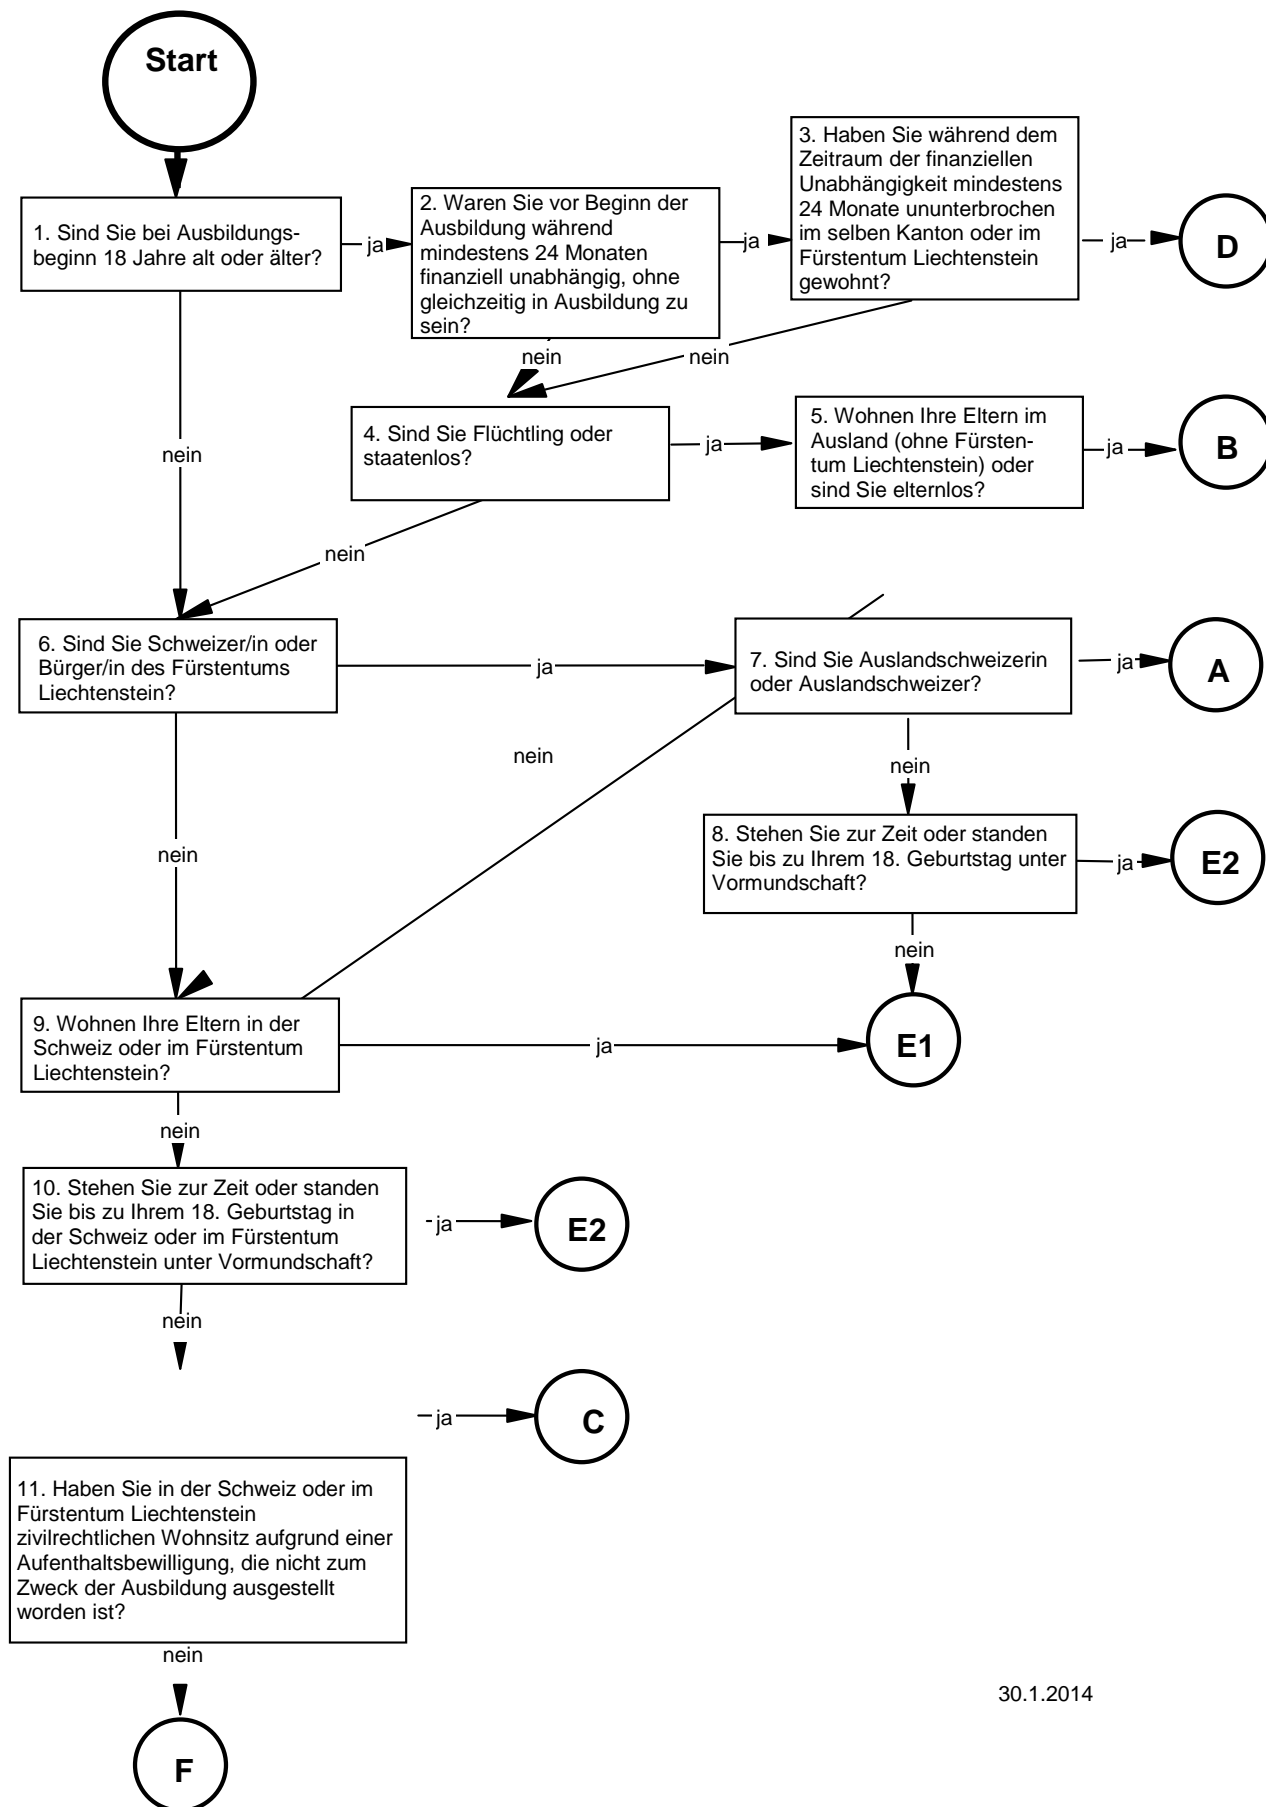 Start
1. Sind Sie bei Ausbildungs-
beginn 18 Jahre alt oder älter?
ja
2. Waren Sie vor Beginn der
Ausbildung während
mindestens 24 Monaten
finanziell unabhängig, ohne
gleichzeitig in Ausbildung zu
sein?
ja
3. Haben Sie während dem
Zeitraum der finanziellen
Unabhängigkeit mindestens
24 Monate ununterbrochen
im selben Kanton oder im
Fürstentum Liechtenstein
gewohnt?
ja
D
nein
nein
nein
4. Sind Sie Flüchtling oder
staatenlos?
ja
5. Wohnen Ihre Eltern im
Ausland (ohne Fürsten-
tum Liechtenstein) oder
sind Sie elternlos?
ja
B
nein
6. Sind Sie Schweizer/in oder
Bürger/in des Fürstentums
Liechtenstein?
ja
7. Sind Sie Auslandschweizerin
oder Auslandschweizer?
ja
A
nein
nein
nein
8. Stehen Sie zur Zeit oder standen
Sie bis zu Ihrem 18. Geburtstag unter
Vormundschaft?
ja
E2
nein
9. Wohnen Ihre Eltern in der
Schweiz oder im Fürstentum
Liechtenstein?
ja
E1
nein
10. Stehen Sie zur Zeit oder standen
Sie bis zu Ihrem 18. Geburtstag in
der Schweiz oder im Fürstentum
Liechtenstein unter Vormundschaft?
ja
E2
nein
ja
C
11. Haben Sie in der Schweiz oder im
Fürstentum Liechtenstein
zivilrechtlichen Wohnsitz aufgrund einer
Aufenthaltsbewilligung, die nicht zum
Zweck der Ausbildung ausgestellt
worden ist?
nein
30.1.2014
F